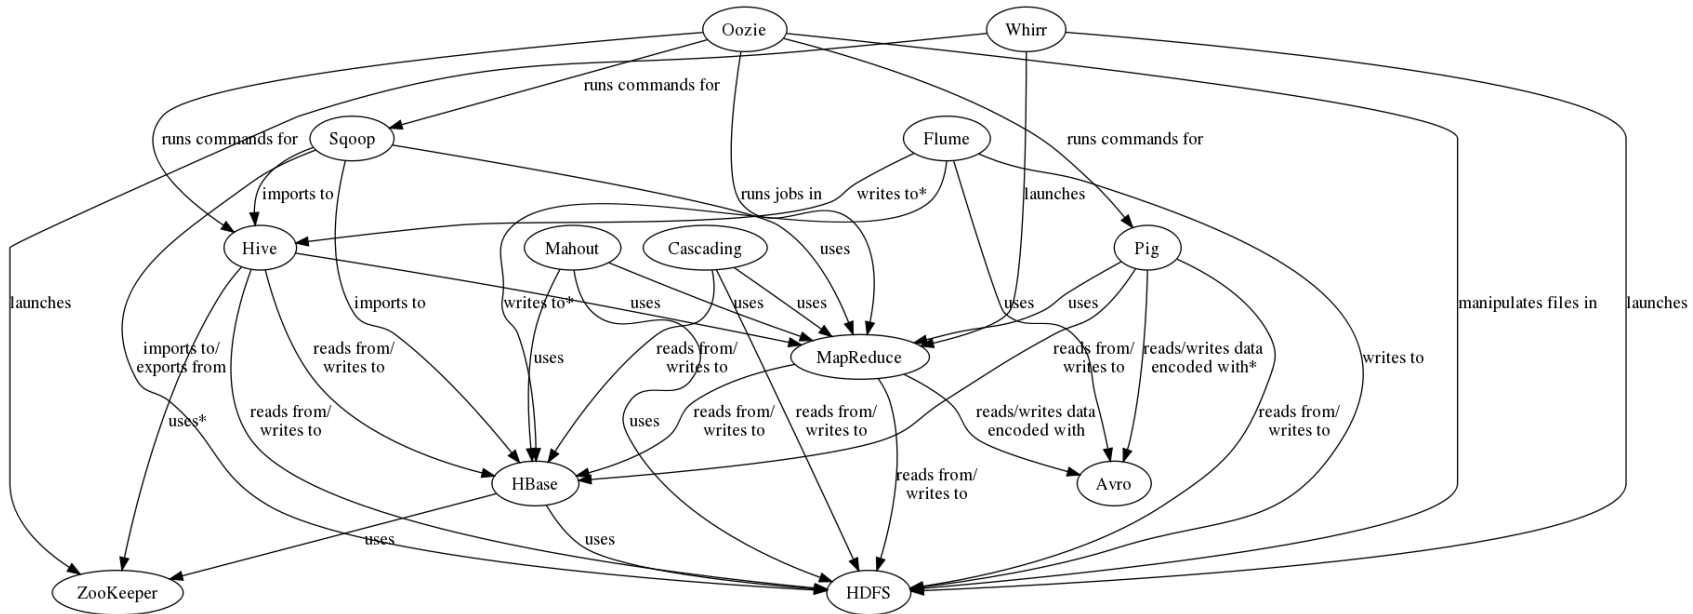 Oozie
Whirr
runs commands for
runs commands for
Sqoop
Flume
runs commands for
imports to
runs jobs in
writes to*
launches
Hive
Mahout
Cascading
uses
Pig
launches
imports to
writes to*
uses
uses
uses
uses
uses
manipulates files in
launches
imports to/
exports from
reads from/
writes to
uses
reads from/
writes to
MapReduce
reads from/
writes to
reads/writes data
encoded with*
writes to
uses*
reads from/
writes to
uses
reads from/
writes to
reads from/
writes to
reads/writes data
encoded with
reads from/
writes to
HBase
reads from/
writes to
Avro
uses
uses
ZooKeeper
HDFS